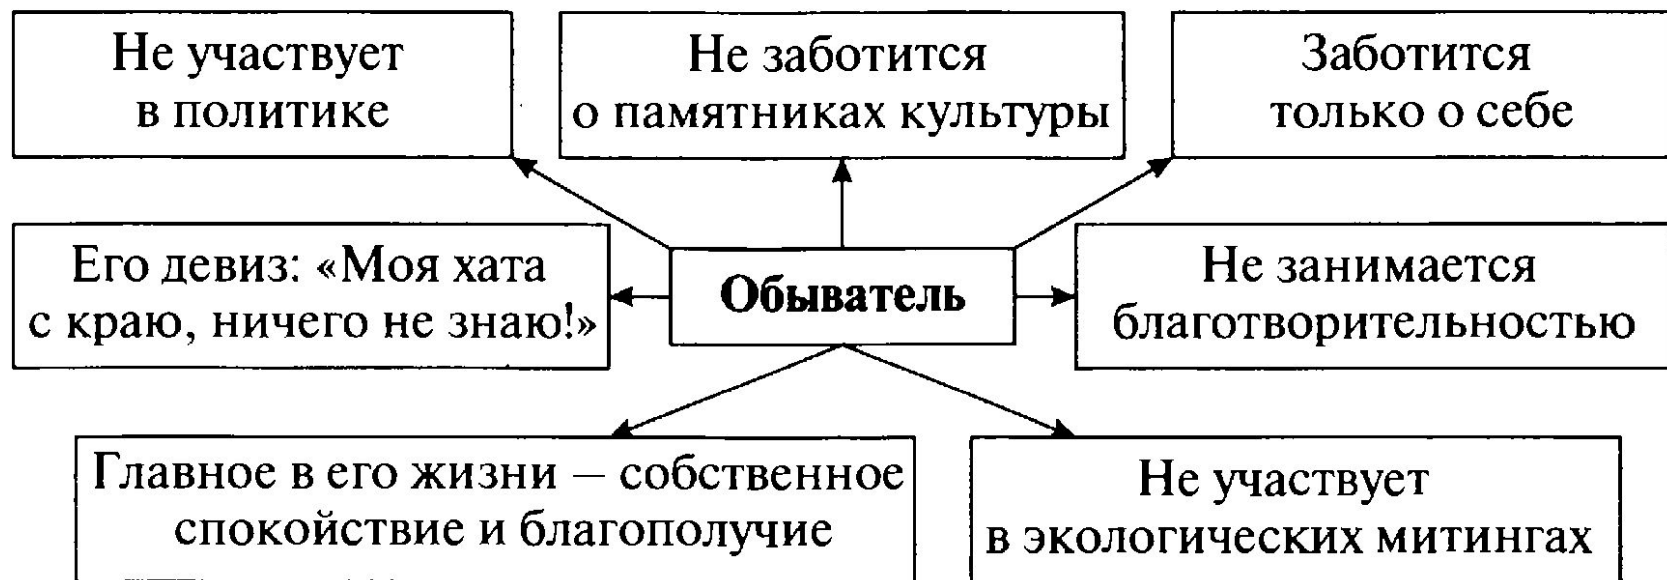 Не участвует
в политике
Не заботится
о памятниках культуры
Заботится
только о себе
Его девиз: «Моя хата
с краю, ничего не знаю!»
Обыватель
Не занимается
благотворительностью
Главное в его жизни – собственное
спокойствие и благополучие
Не участвует
в экологических митингах